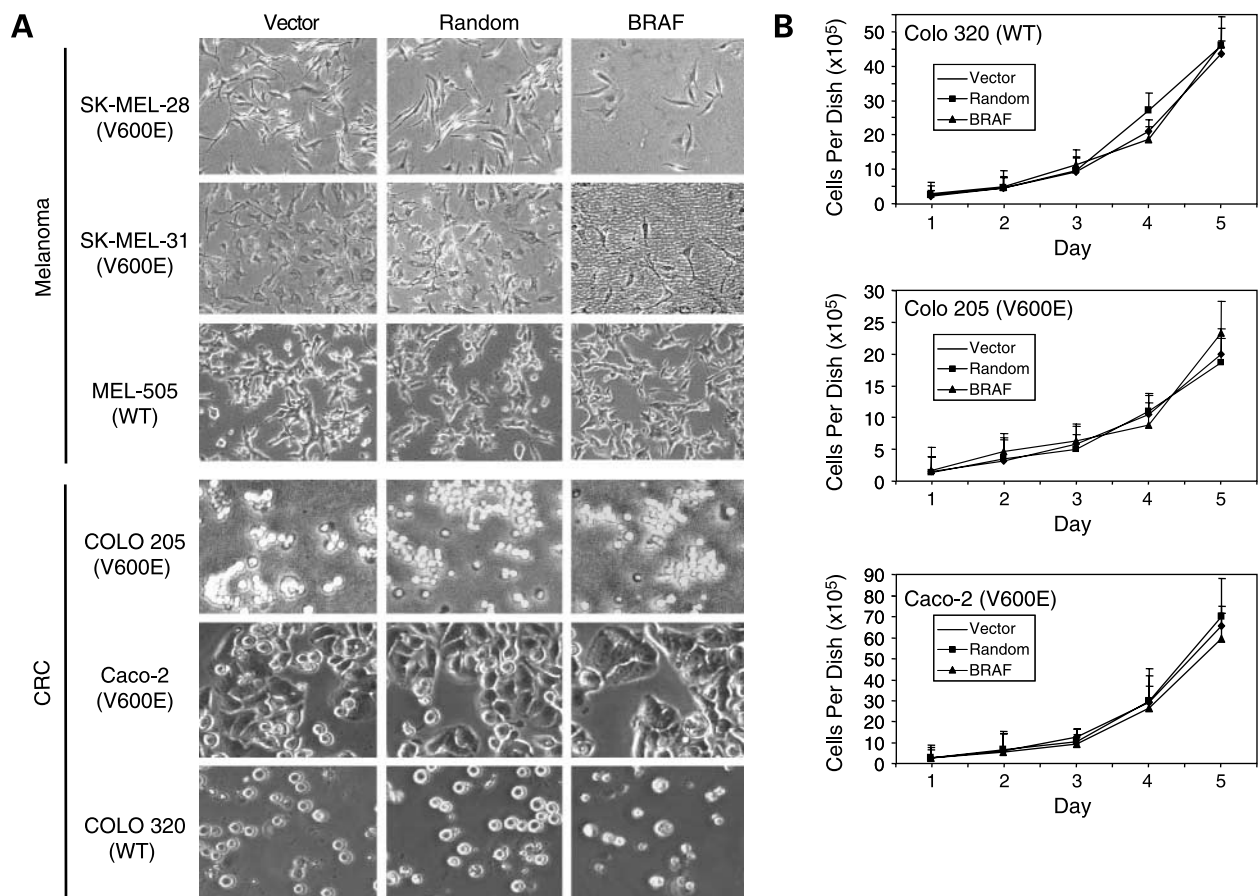 A
Vector Random BRAF
Melanoma
SK-MEL-28
(V600E)
SK-MEL-31
(V600E)
MEL-505
(WT)
CRC
COLO 205
(V600E)
Caco-2
(V600E)
COLO 320
(WT)
B
Colo 320 (WT)
Vector
Random
BRAF
Cells Per Dish (x10⁵)
50
40
30
20
10
0
1 2 3 4 5
Day
Colo 205 (V600E)
Vector
Random
BRAF
Cells Per Dish (x10⁵)
30
25
20
15
10
5
0
1 2 3 4 5
Day
Caco-2 (V600E)
Vector
Random
BRAF
Cells Per Dish (x10⁵)
90
80
70
60
50
40
30
20
10
0
1 2 3 4 5
Day